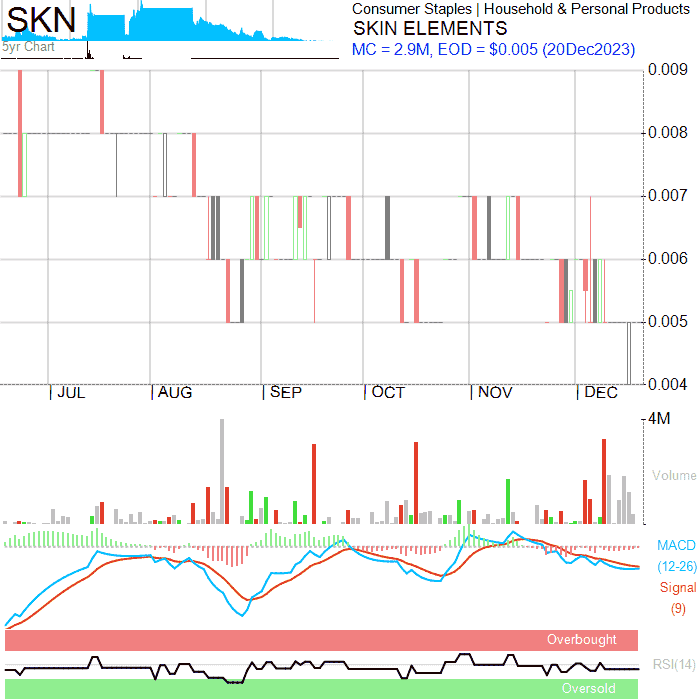 SKN
5yr Chart
Consumer Staples | Household & Personal Products
SKIN ELEMENTS
MC = 2.9M, EOD = $0.005 (20Dec2023)
0.009
0.008
0.007
0.006
0.005
0.004
JUL AUG SEP OCT NOV DEC
4M
Volume
MACD
(12-26)
Signal
(9)
Overbought
RSI(14)
Oversold